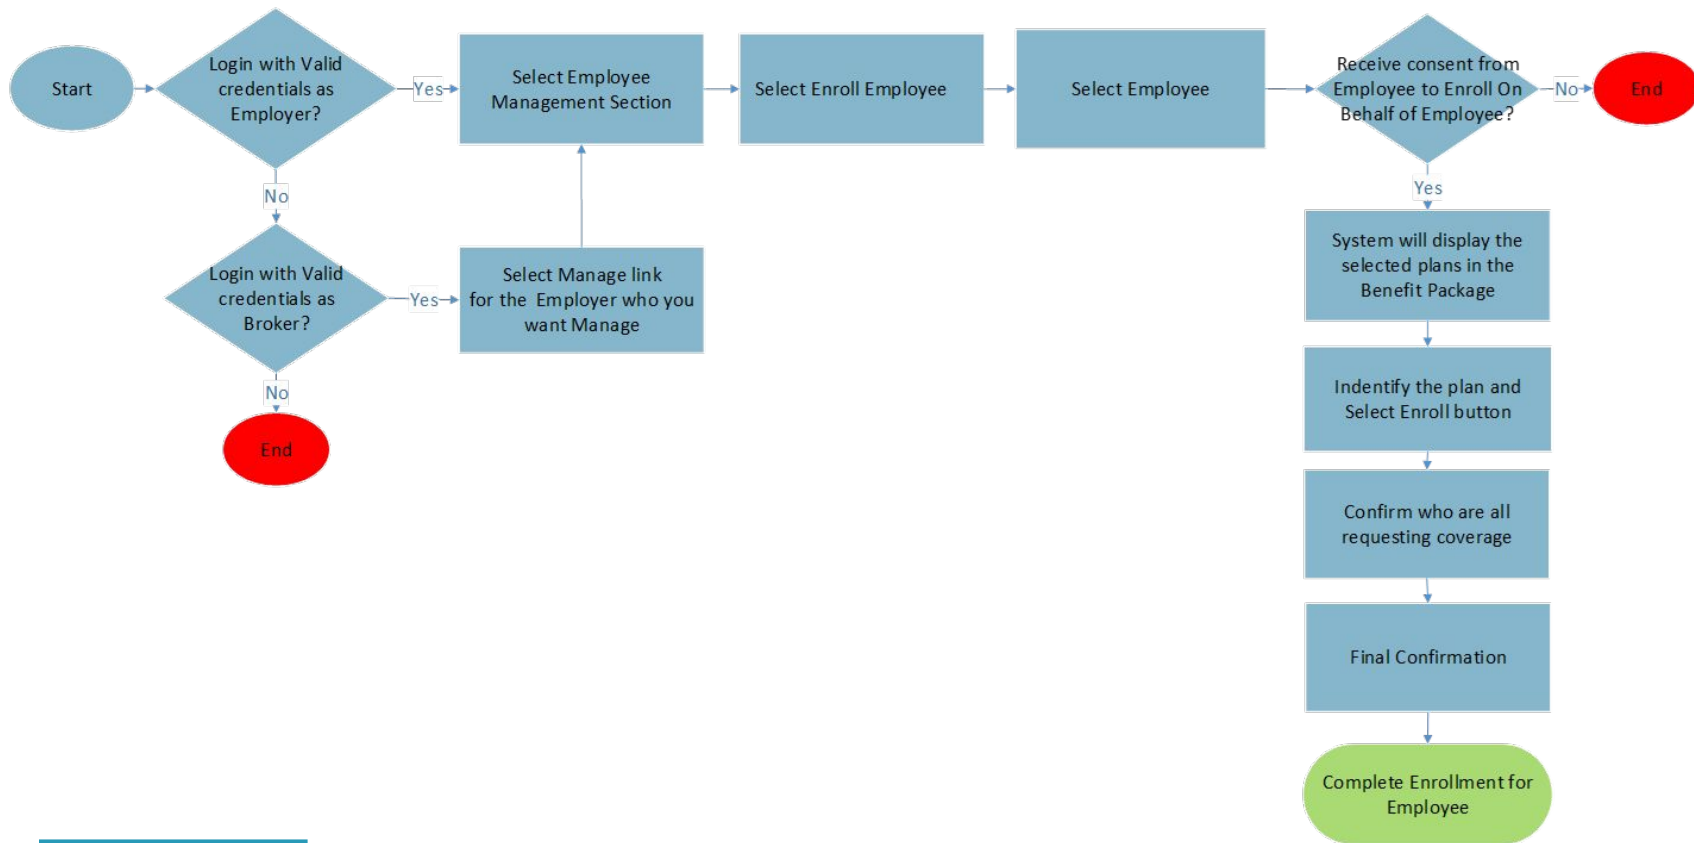 Start
Login with Valid
credentials as
Employer?
Yes
Select Employee
Management Section
Select Enroll Employee
Select Employee
Receive consent from
Employee to Enroll On
Behalf of Employee?
No
End
No
Yes
Login with Valid
credentials as
Broker?
Yes
Select Manage link
for the Employer who you
want Manage
System will display the
selected plans in the
Benefit Package
No
End
Indentify the plan and
Select Enroll button
Confirm who are all
requesting coverage
Final Confirmation
Complete Enrollment for
Employee